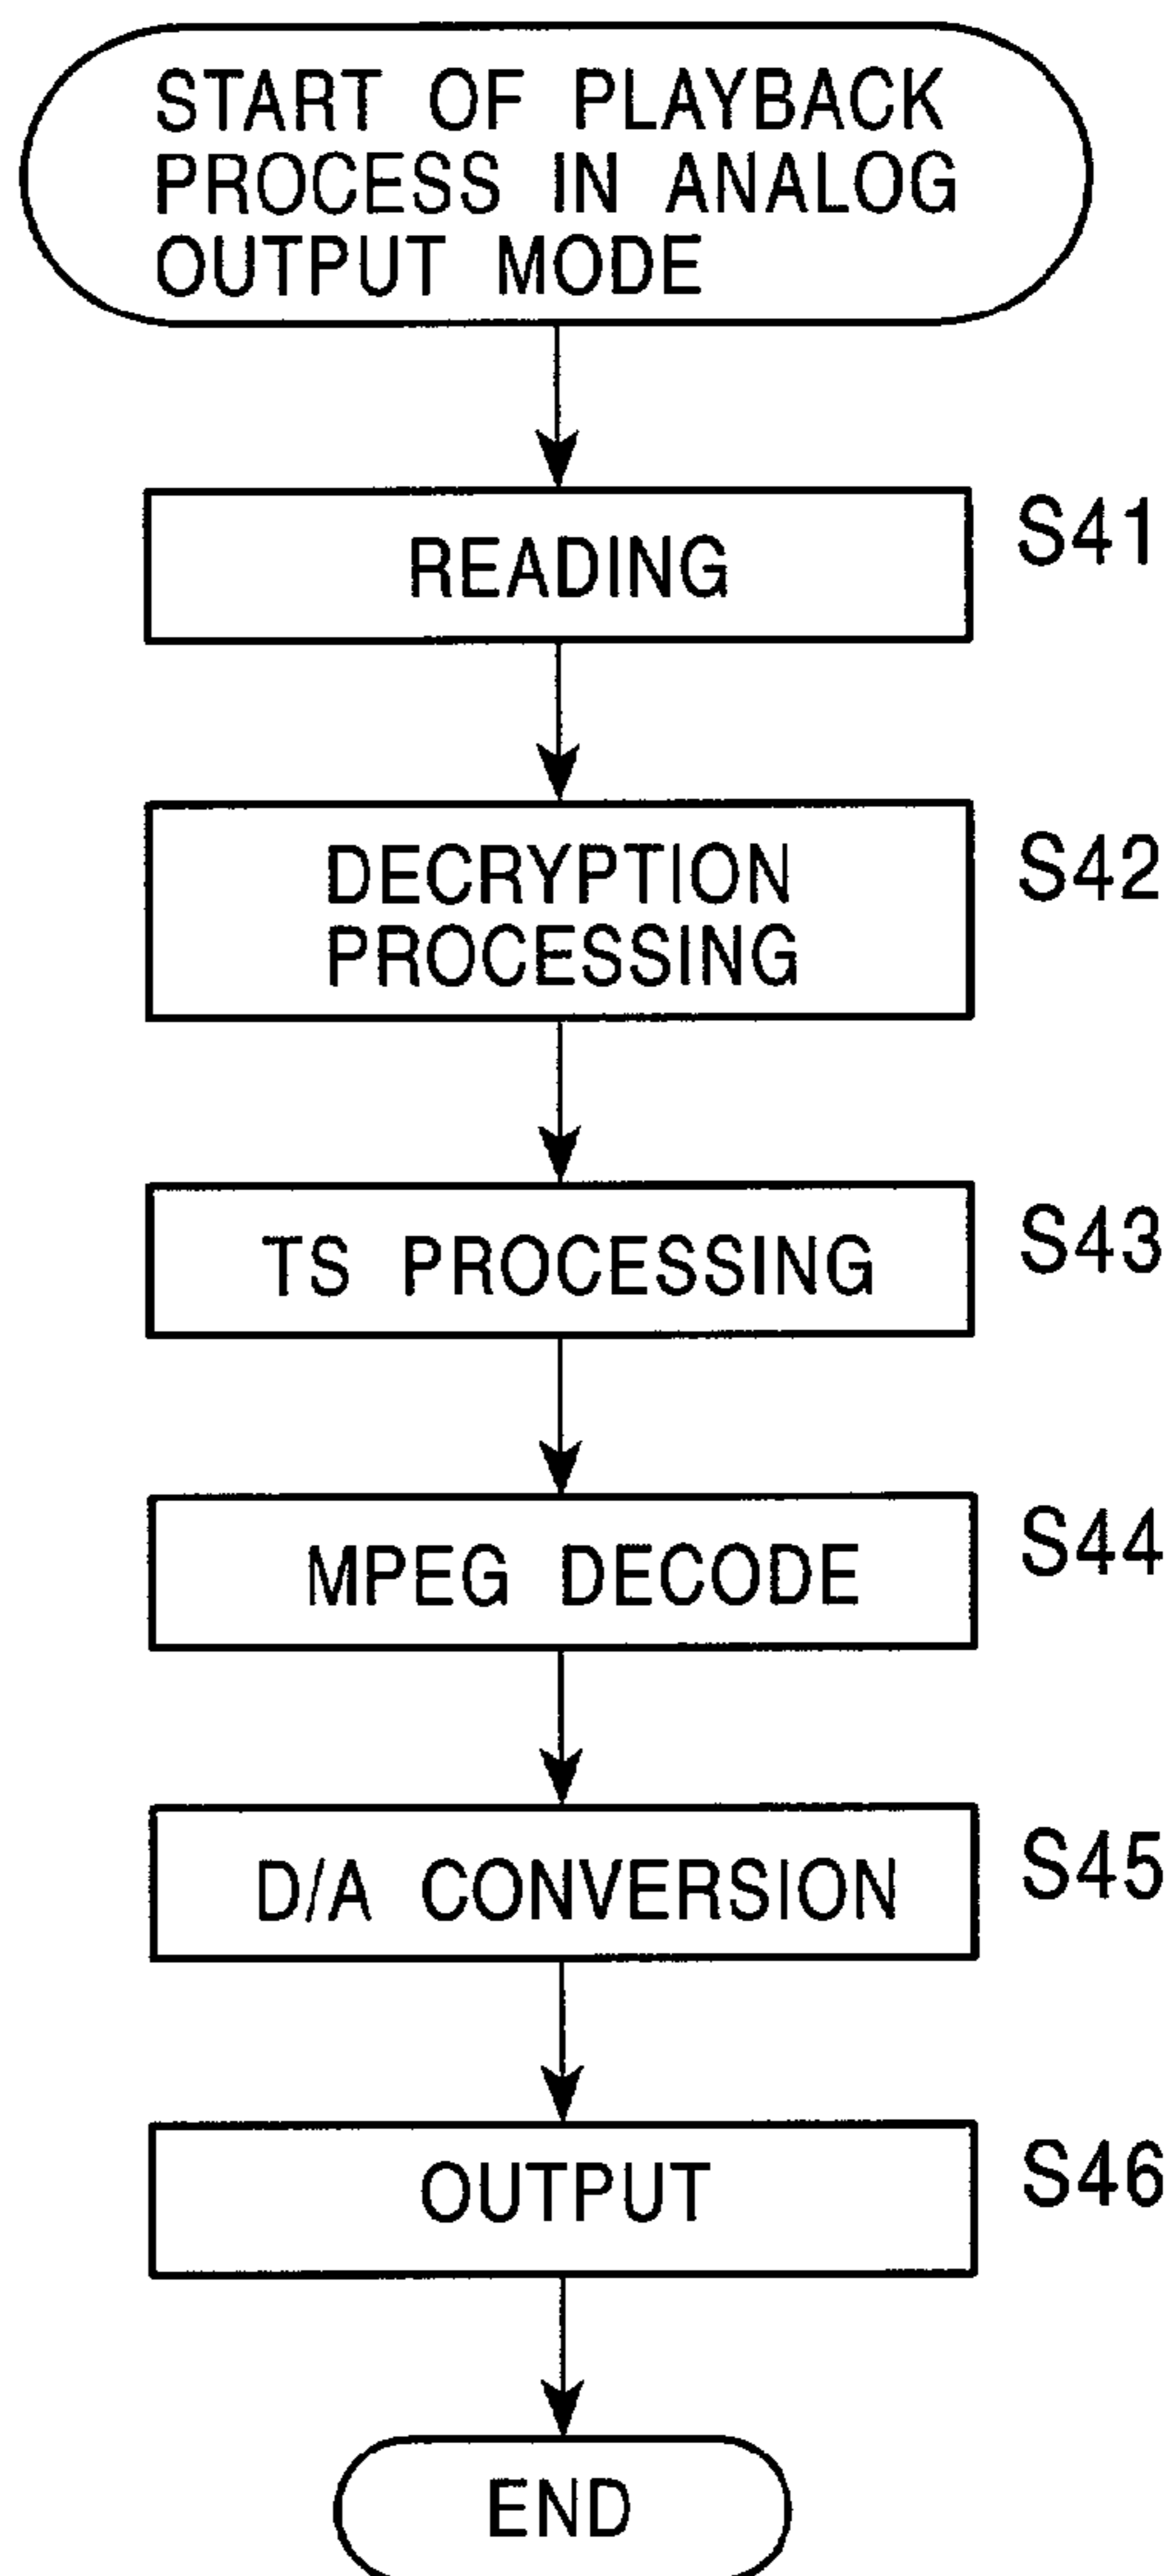 START OF PLAYBACK
PROCESS IN ANALOG
OUTPUT MODE
READING
S41
DECRYPTION
PROCESSING
S42
TS PROCESSING
S43
MPEG DECODE
S44
D/A CONVERSION
S45
OUTPUT
S46
END